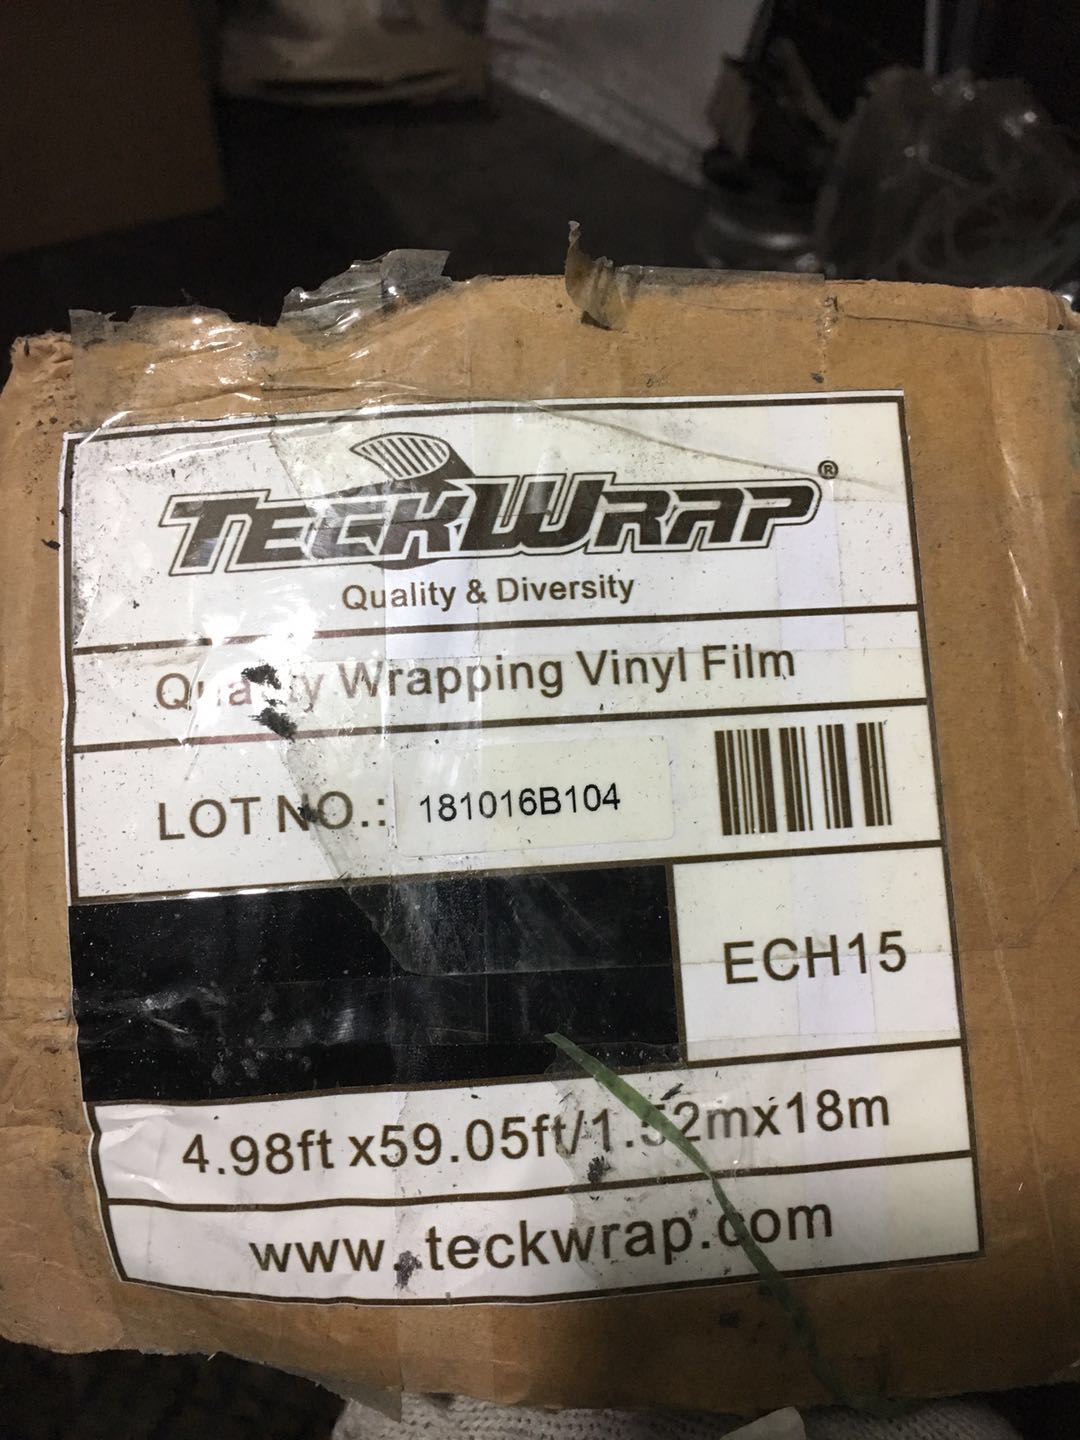 TECKWRAP®
Quality & Diversity
Quality Wrapping Vinyl Film
LOT NO.: 181016B104
ECH15
4.98ft x59.05ft/1.52mx18m
www.teckwrap.com